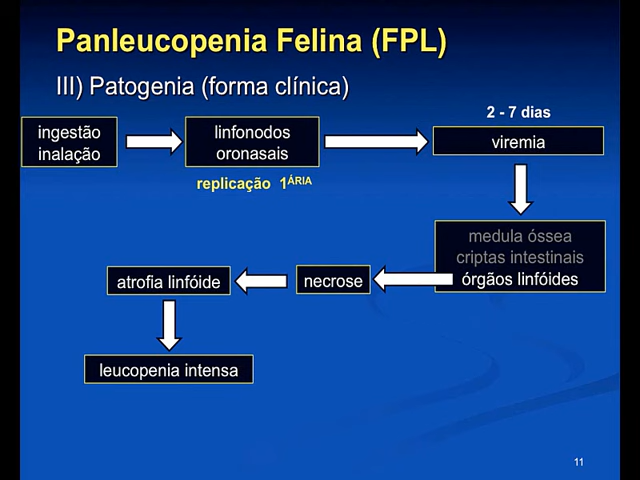 Panleucopenia Felina (FPL)
III) Patogenia (forma clínica)
2 - 7 dias
ingestão
inalação
linfonodos
oronasais
viremia
replicação 1ÁRIA
medula óssea
criptas intestinais
órgãos linfóides
necrose
atrofia linfóide
leucopenia intensa
11